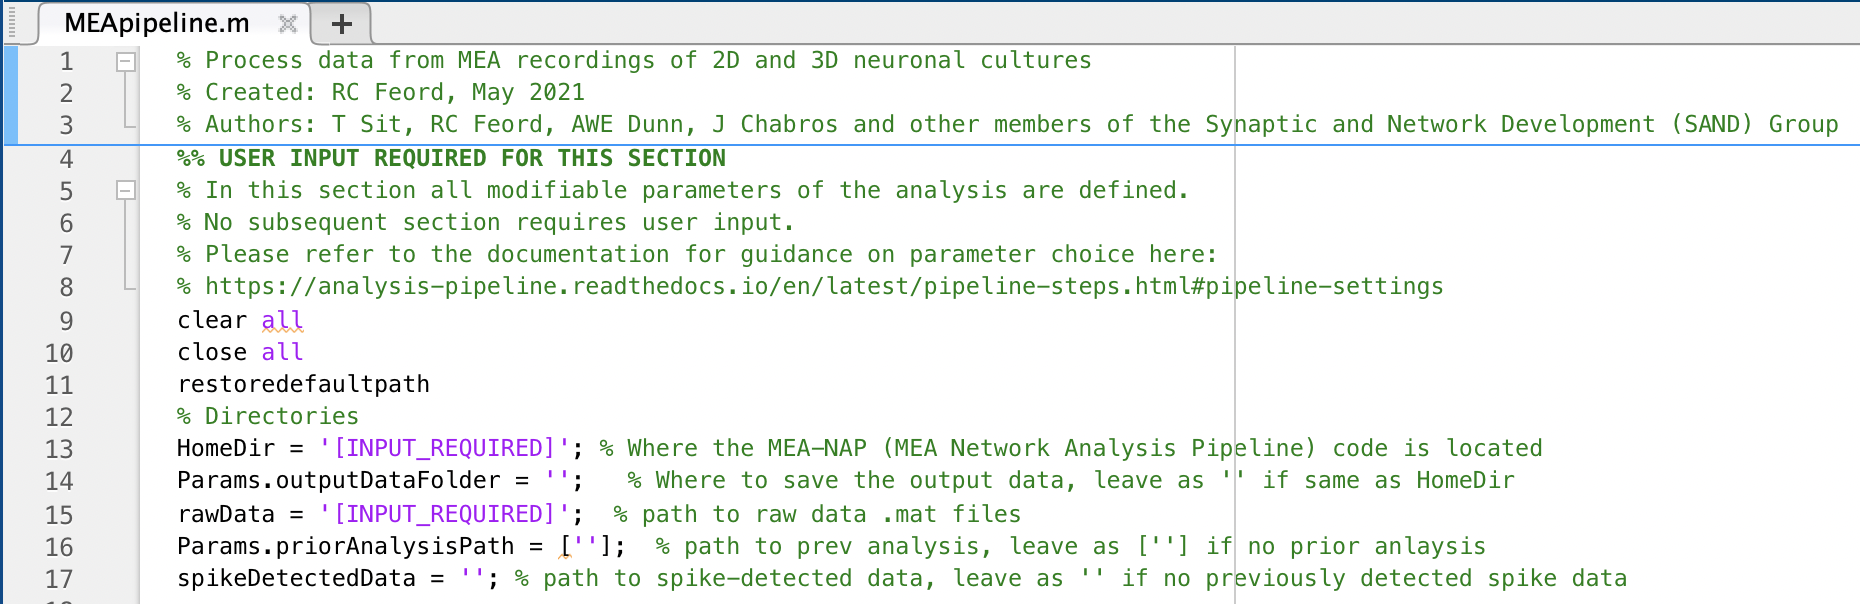 MEApipeline.m
1 % Process data from MEA recordings of 2D and 3D neuronal cultures
2 % Created: RC Feord, May 2021
3 % Authors: T Sit, RC Feord, AWE Dunn, J Chabros and other members of the Synaptic and Network Development (SAND) Group
4 %% USER INPUT REQUIRED FOR THIS SECTION
5 % In this section all modifiable parameters of the analysis are defined.
6 % No subsequent section requires user input.
7 % Please refer to the documentation for guidance on parameter choice here:
8 % https://analysis-pipeline.readthedocs.io/en/latest/pipeline-steps.html#pipeline-settings
9 clear all
10 close all
11 restoredefaultpath
12 % Directories
13 HomeDir = '[INPUT_REQUIRED]'; % Where the MEA-NAP (MEA Network Analysis Pipeline) code is located
14 Params.outputDataFolder = '';   % Where to save the output data, leave as '' if same as HomeDir
15 rawData = '[INPUT_REQUIRED]';  % path to raw data .mat files
16 Params.priorAnalysisPath = [''];  % path to prev analysis, leave as [''] if no prior anlaysis
17 spikeDetectedData = ''; % path to spike-detected data, leave as '' if no previously detected spike data